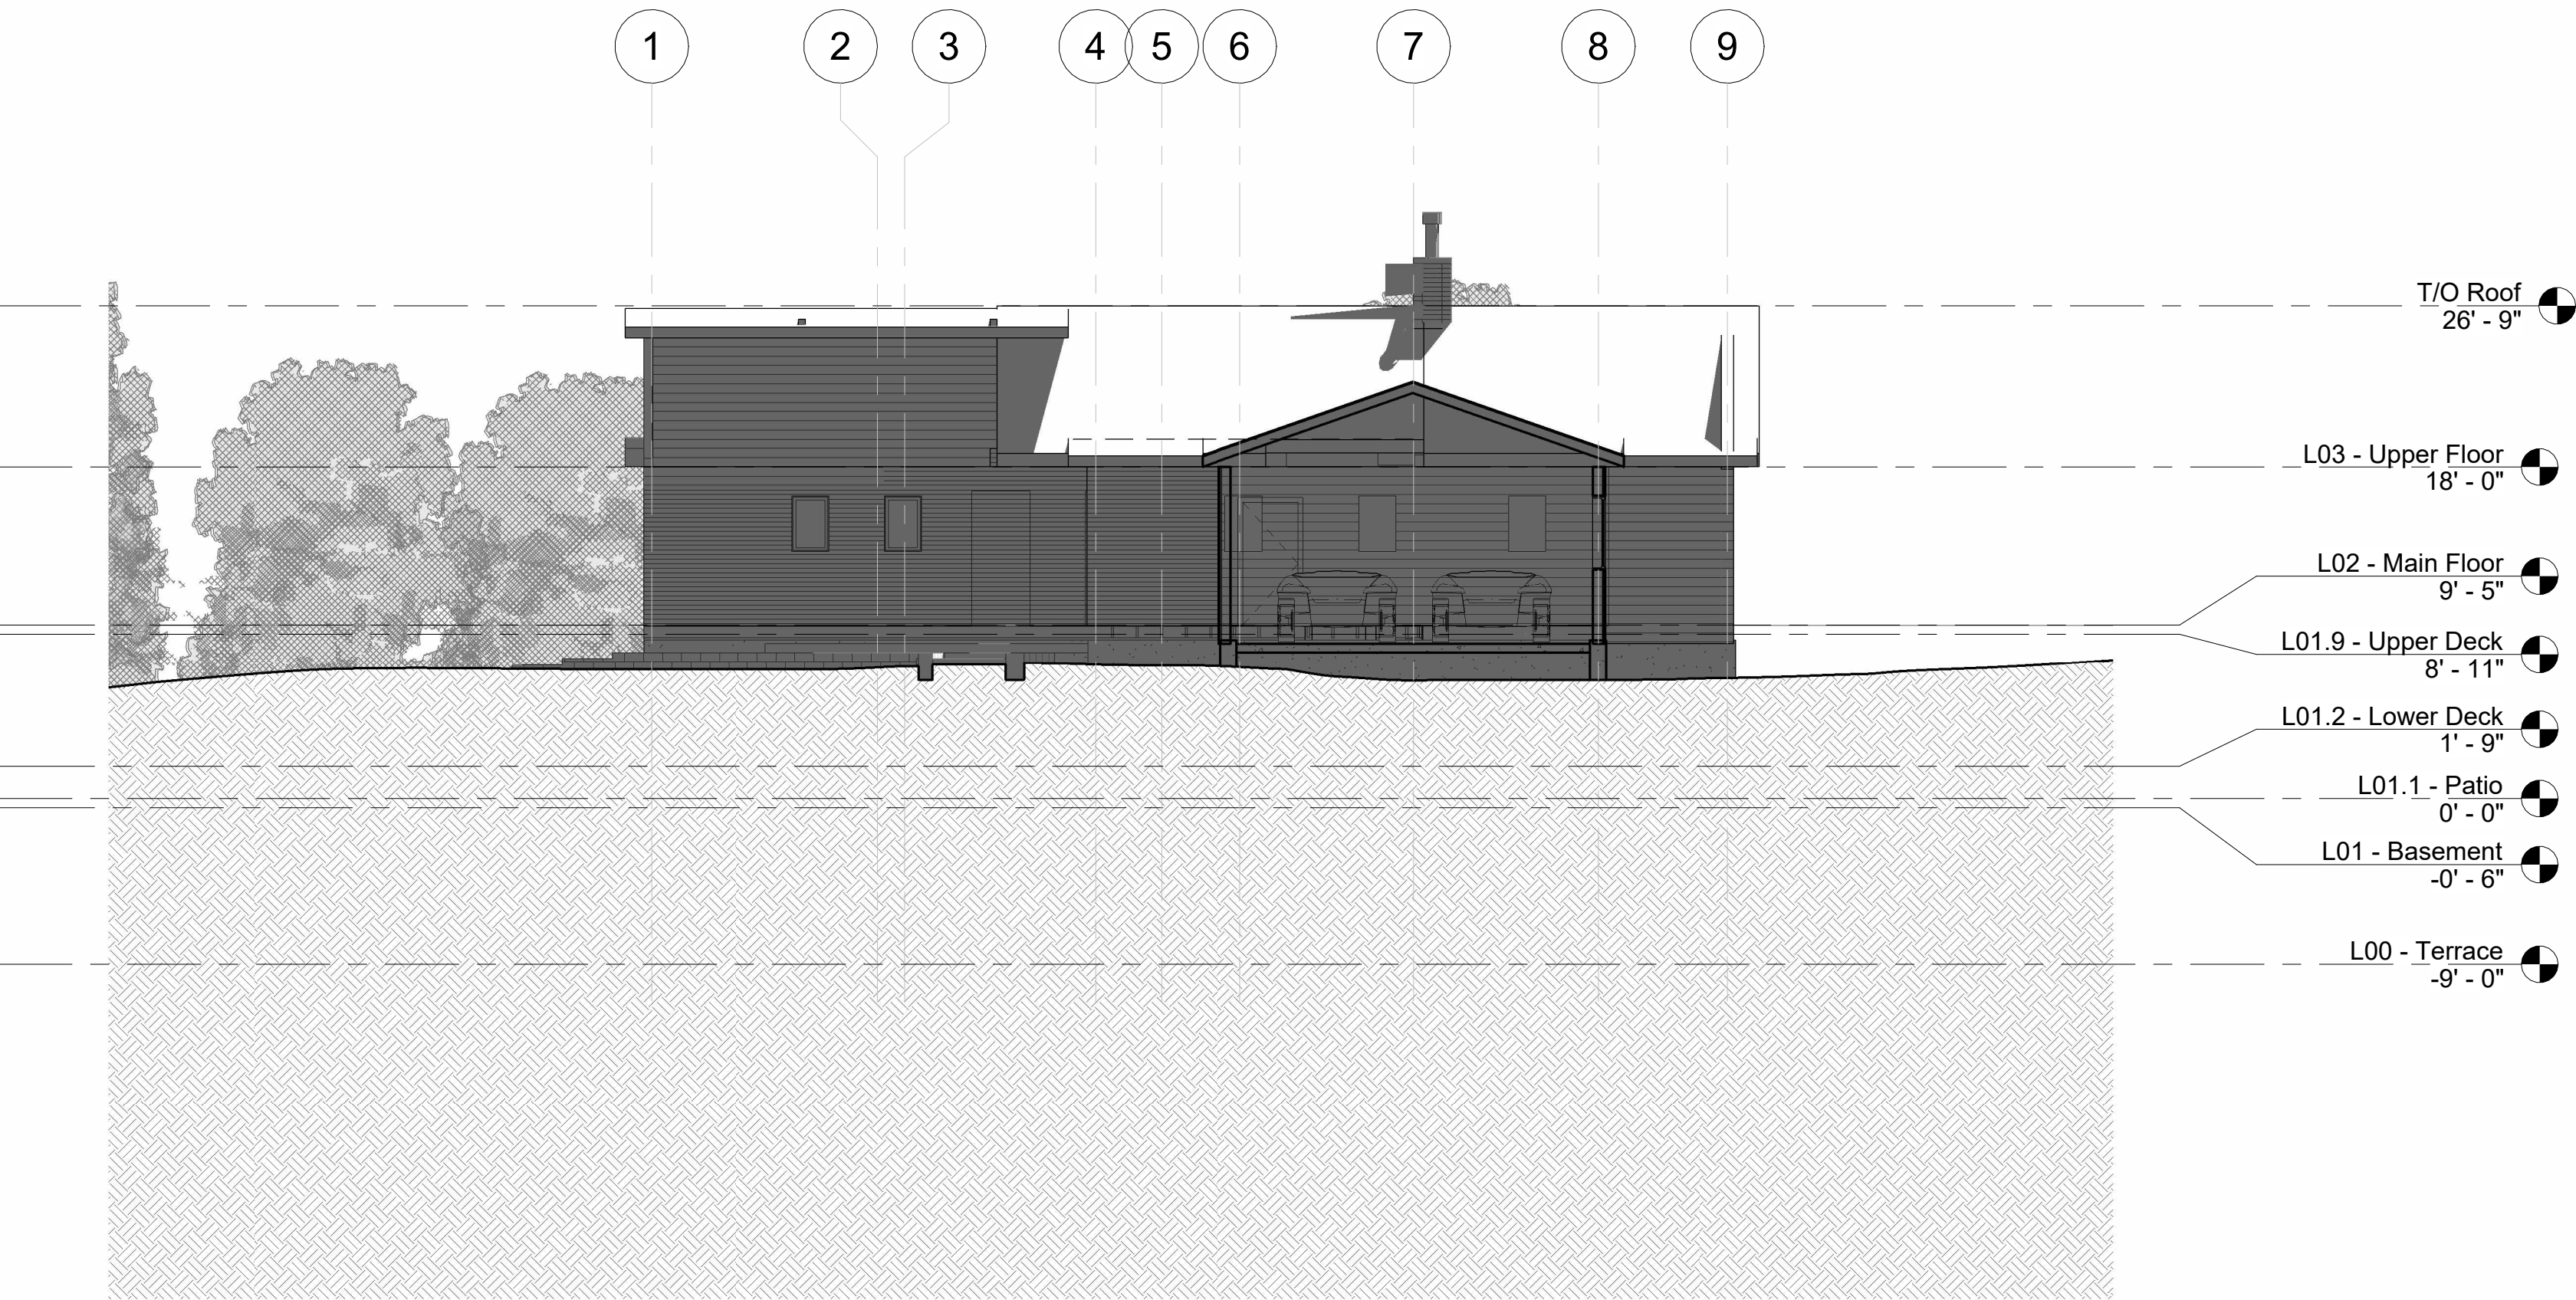 1 2 3 4 5 6 7 8 9
T/O Roof
26' - 9"
L03 - Upper Floor
18' - 0"
L02 - Main Floor
9' - 5"
L01.9 - Upper Deck
8' - 11"
L01.2 - Lower Deck
1' - 9"
L01.1 - Patio
0' - 0"
L01 - Basement
-0' - 6"
L00 - Terrace
-9' - 0"